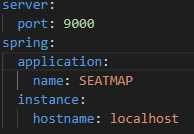 server:
  port: 9000
spring:
  application:
    name: SEATMAP
  instance:
    hostname: localhost